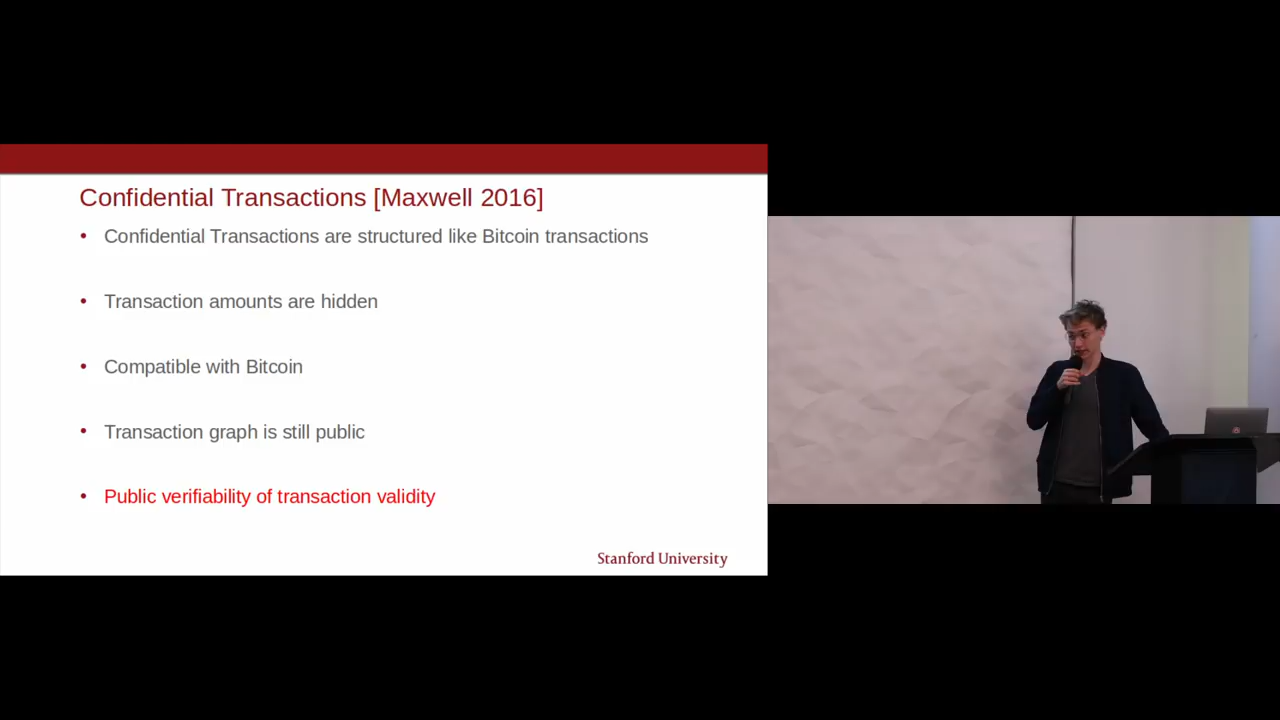 Confidential Transactions [Maxwell 2016]
• Confidential Transactions are structured like Bitcoin transactions
• Transaction amounts are hidden
• Compatible with Bitcoin
• Transaction graph is still public
• Public verifiability of transaction validity
Stanford University